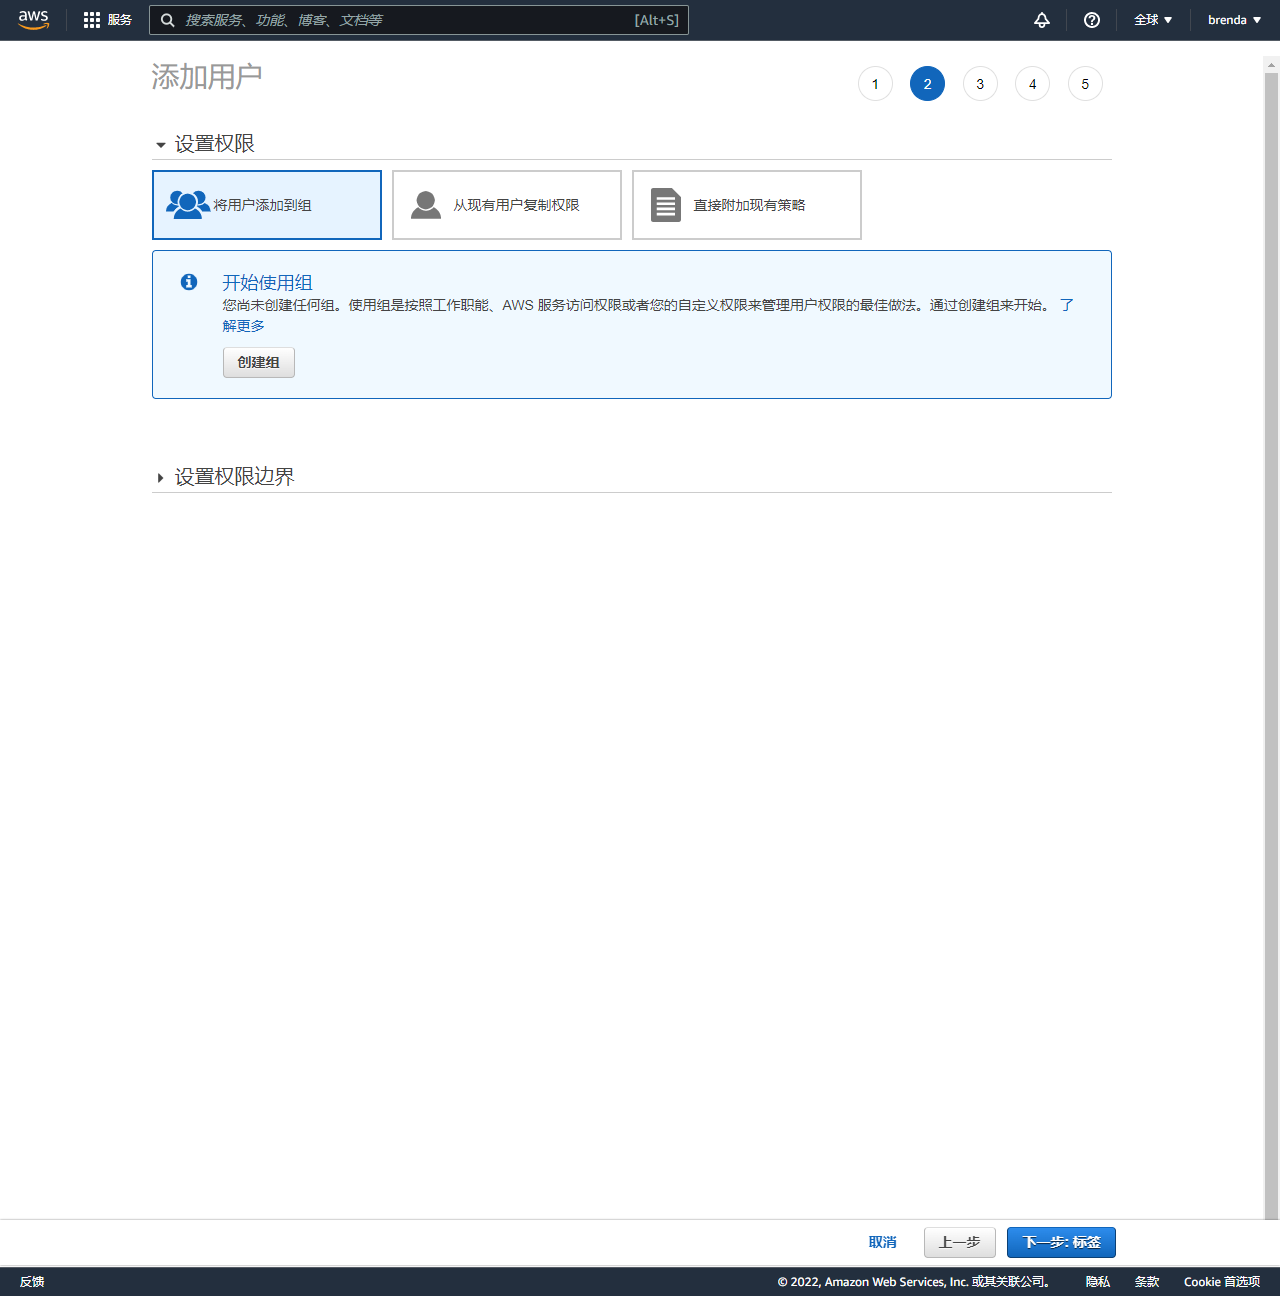 aws
服务
搜索服务、功能、博客、文档等
[Alt+S]
全球
brenda
添加用户
1 2 3 4 5
设置权限
将用户添加到组
从现有用户复制权限
直接附加现有策略
开始使用组
您尚未创建任何组。使用组是按照工作职能、AWS 服务访问权限或者您的自定义权限来管理用户权限的最佳做法。通过创建组来开始。 了
解更多
创建组
设置权限边界
取消
上一步
下一步: 标签
反馈
© 2022, Amazon Web Services, Inc. 或其关联公司。
隐私
条款
Cookie 首选项